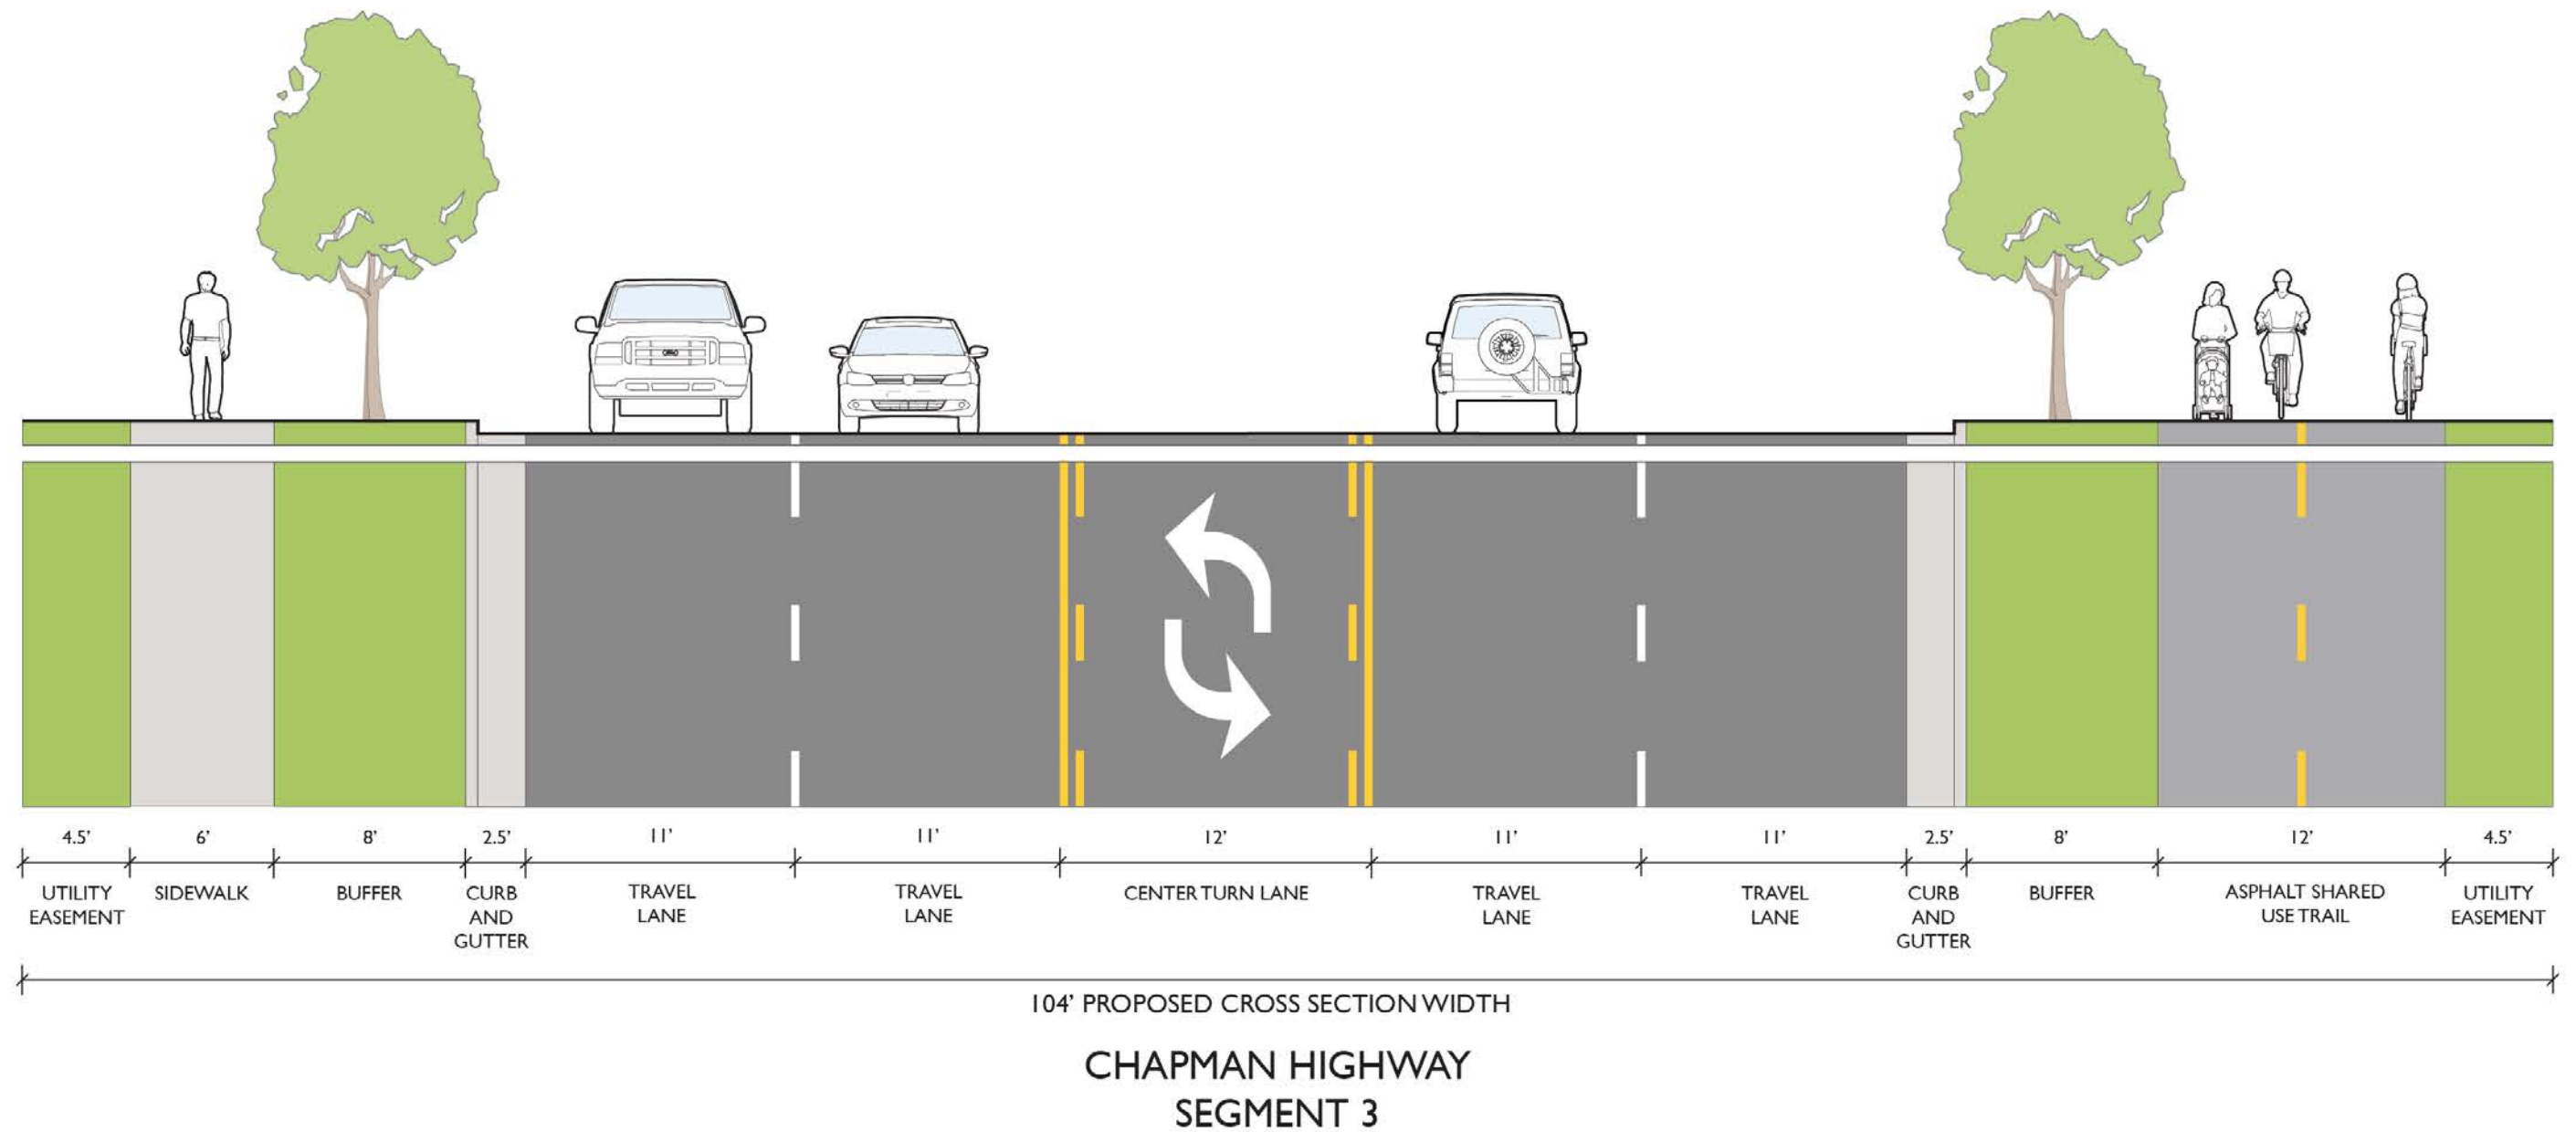 4.5’ 6’ 8’ 2.5’ 11’ 11’ 12’ 11’ 11’ 2.5’ 8’ 12’ 4.5’
UTILITY EASEMENT
SIDEWALK
BUFFER
CURB AND GUTTER
TRAVEL LANE
TRAVEL LANE
CENTER TURN LANE
TRAVEL LANE
TRAVEL LANE
CURB AND GUTTER
BUFFER
ASPHALT SHARED USE TRAIL
UTILITY EASEMENT
104’ PROPOSED CROSS SECTION WIDTH
CHAPMAN HIGHWAY
SEGMENT 3